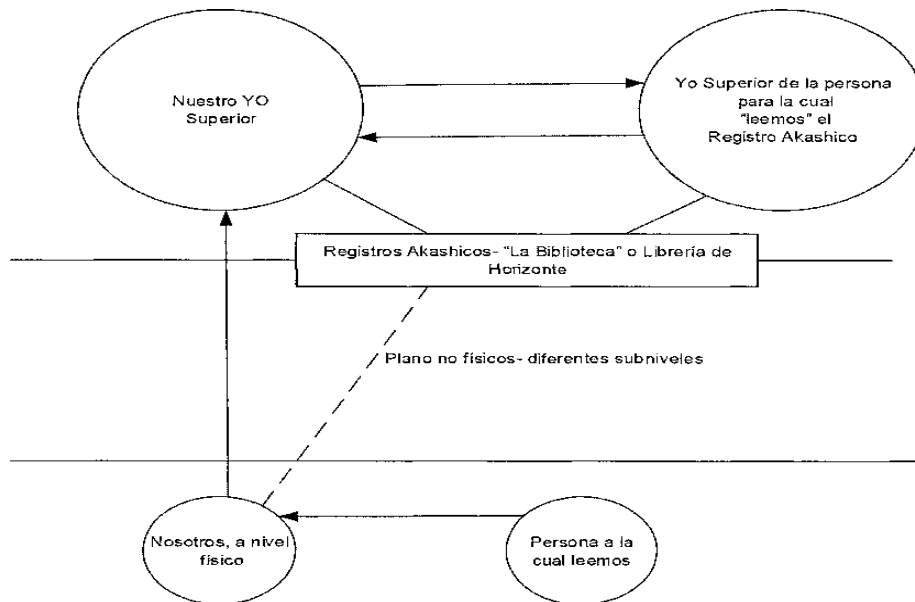 Nuestro YO
Superior
Yo Superior de la persona
para la cual
"leemos" el
Registro Akashico
Registros Akashicos- "La Biblioteca" o Librería de
Horizonte
Plano no físicos- diferentes subniveles
Nosotros, a nivel
físico
Persona a la
cual leemos